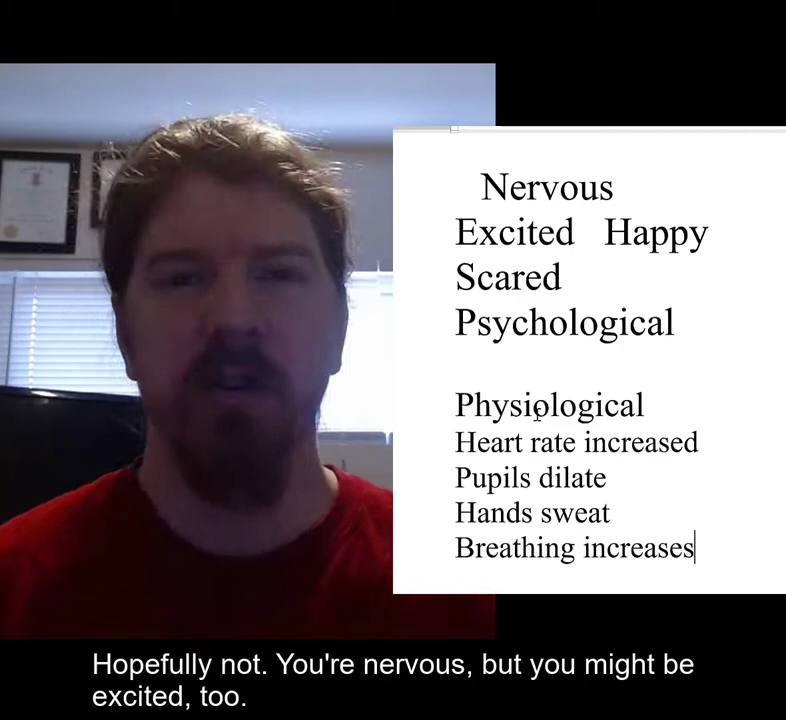 Nervous
Excited Happy
Scared
Psychological
Physiological
Heart rate increased
Pupils dilate
Hands sweat
Breathing increases
Hopefully not. You're nervous, but you might be
excited, too.